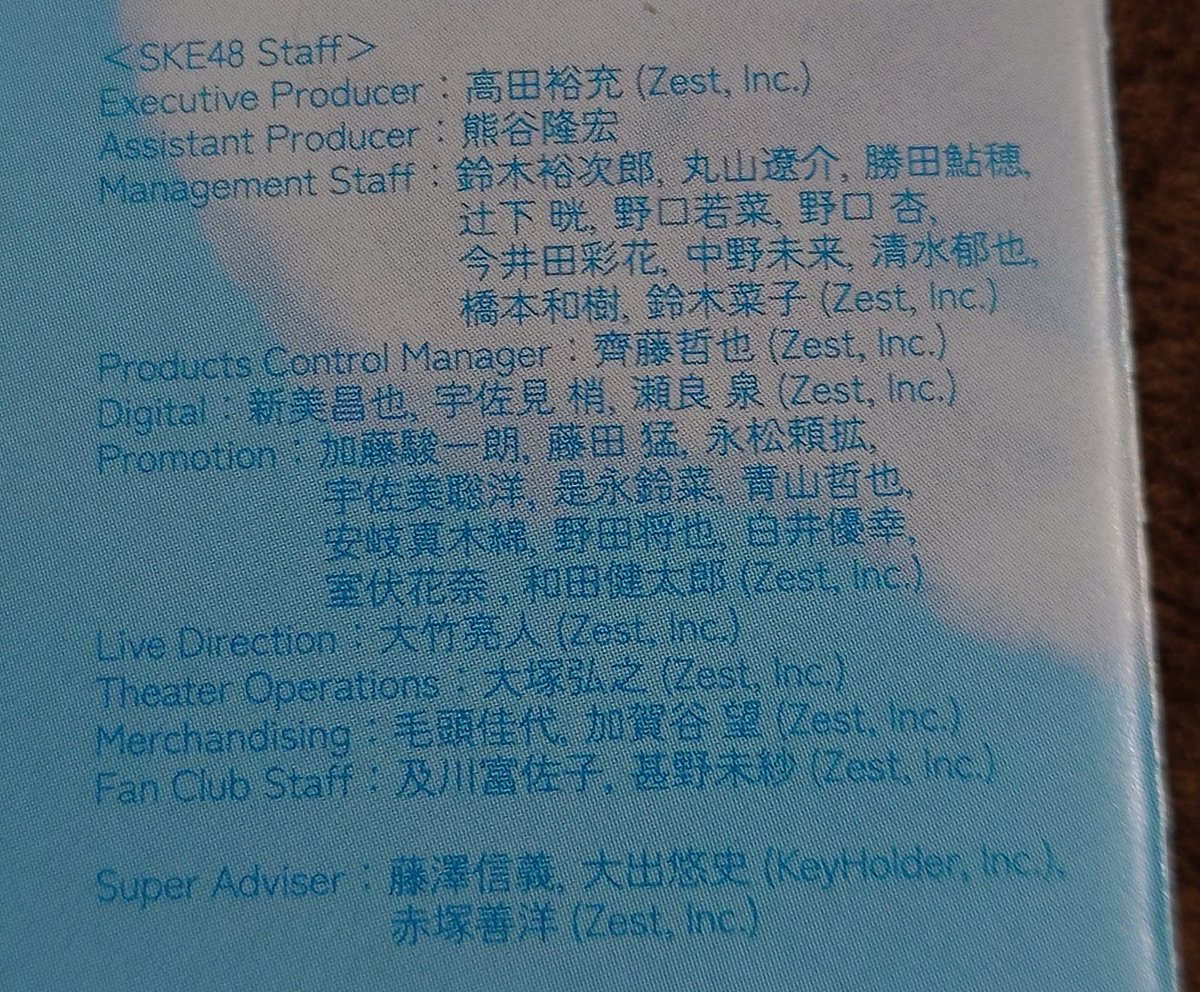 <SKE48 Staff>
Executive Producer：高田裕充 (Zest, Inc.)
Assistant Producer：熊谷隆宏
Management Staff：鈴木裕次郎, 丸山遼介, 勝田鮎穂,
辻下 晄, 野口若菜, 野口 杏,
今井田彩花, 中野未来, 清水郁也,
橋本和樹, 鈴木菜子 (Zest, Inc.)
Products Control Manager：齊藤哲也 (Zest, Inc.)
Digital：新美昌也, 宇佐見 梢, 瀬良 泉 (Zest, Inc.)
Promotion：加藤駿一朗, 藤田 猛, 永松頼拡,
宇佐美聡洋, 是永鈴菜, 青山哲也,
安岐真木綿, 野田将也, 白井優幸,
室伏花奈, 和田健太郎 (Zest, Inc.)
Live Direction：大竹亮人 (Zest, Inc.)
Theater Operations：大塚弘之 (Zest, Inc.)
Merchandising：毛頭佳代, 加賀谷 望 (Zest, Inc.)
Fan Club Staff：及川富佐子, 甚野未紗 (Zest, Inc.)
Super Adviser：藤澤信義, 大出悠史 (KeyHolder, Inc.)、
赤塚善洋 (Zest, Inc.)